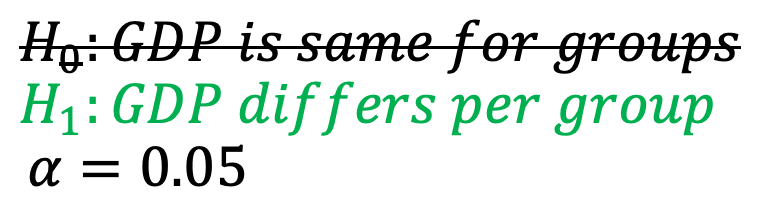 H₀: GDP is same for groups
H₁: GDP differs per group
α = 0.05